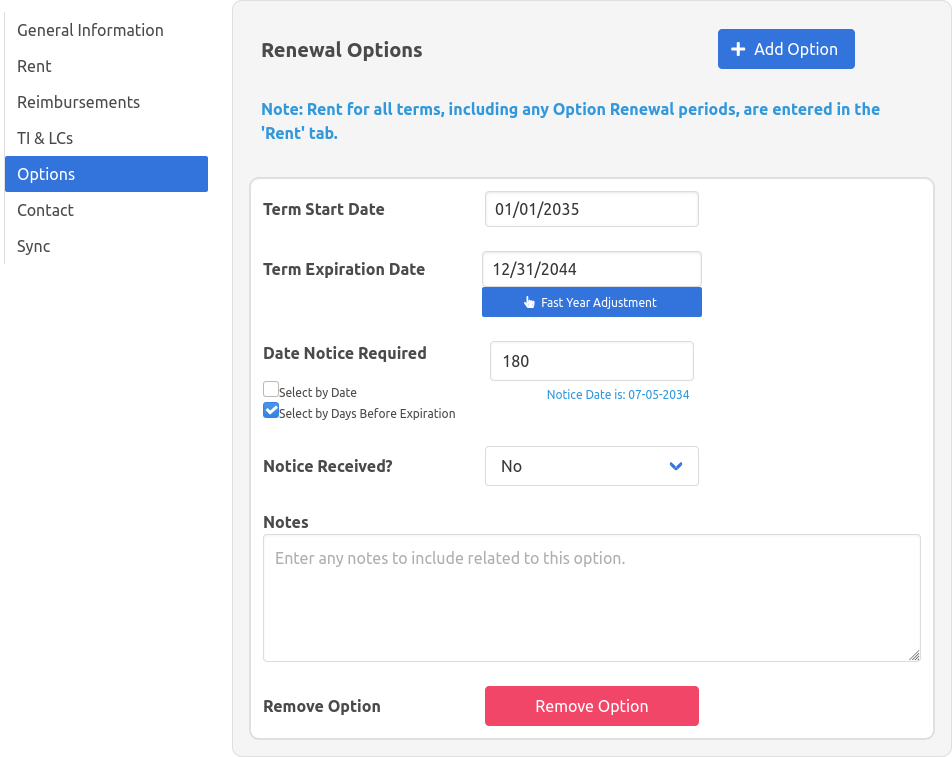 General Information
Rent
Reimbursements
TI & LCs
Options
Contact
Sync
Renewal Options
Add Option
Note: Rent for all terms, including any Option Renewal periods, are entered in the
'Rent' tab.
Term Start Date
01/01/2035
Term Expiration Date
12/31/2044
Fast Year Adjustment
Date Notice Required
180
Select by Date
Notice Date is: 07-05-2034
Select by Days Before Expiration
Notice Received?
No
Notes
Enter any notes to include related to this option.
Remove Option
Remove Option